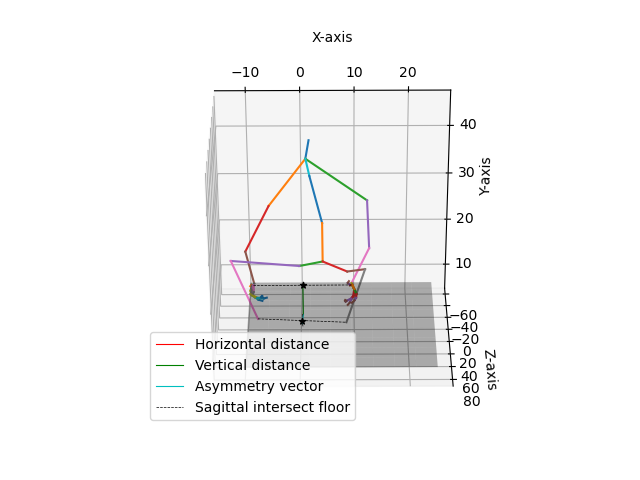 X-axis
−10 0 10 20
40
30
20
10
Y-axis
−60
−40
−20
0
20
40
60
80
Z-axis
Horizontal distance
Vertical distance
Asymmetry vector
Sagittal intersect floor